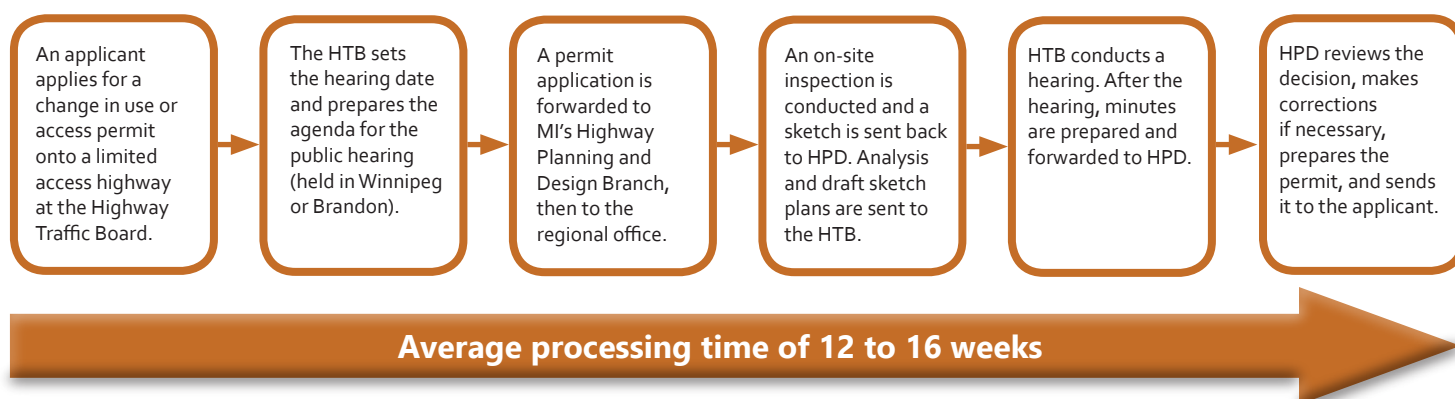 An applicant
applies for a
change in use or
access permit
onto a limited
access highway
at the Highway
Traffic Board.
The HTB sets
the hearing date
and prepares the
agenda for the
public hearing
(held in Winnipeg
or Brandon).
A permit
application is
forwarded to
MI's Highway
Planning and
Design Branch,
then to the
regional office.
An on-site
inspection is
conducted and a
sketch is sent back
to HPD. Analysis
and draft sketch
plans are sent to
the HTB.
HTB conducts a
hearing. After the
hearing, minutes
are prepared and
forwarded to HPD.
HPD reviews the
decision, makes
corrections
if necessary,
prepares the
permit, and sends
it to the applicant.
Average processing time of 12 to 16 weeks